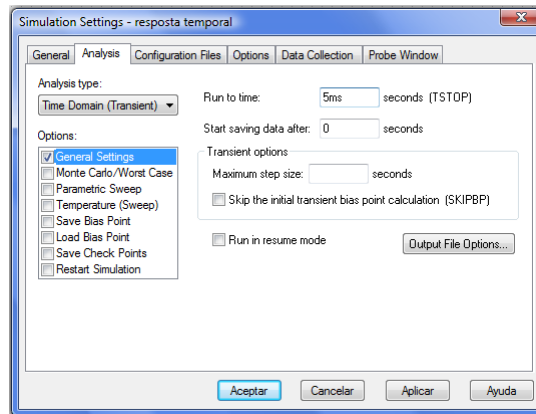 Simulation Settings - resposta temporal
General Analysis Configuration Files Options Data Collection Probe Window
Analysis type:
Time Domain (Transient)
Options:
General Settings
Monte Carlo/Worst Case
Parametric Sweep
Temperature (Sweep)
Save Bias Point
Load Bias Point
Save Check Points
Restart Simulation
Run to time: 5ms seconds (TSTOP)
Start saving data after: 0 seconds
Transient options
Maximum step size: seconds
Skip the initial transient bias point calculation (SKIPBP)
Run in resume mode
Output File Options...
Aceptar Cancelar Aplicar Ayuda